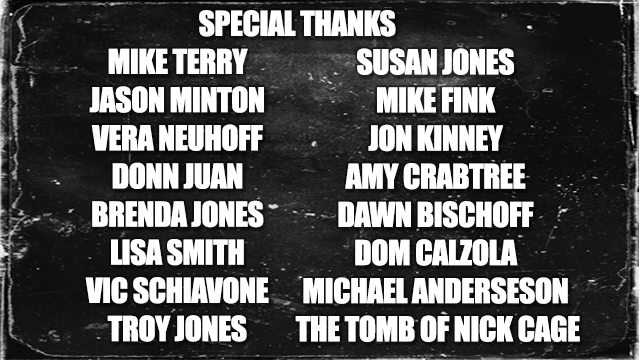 SPECIAL THANKS
MIKE TERRY
JASON MINTON
VERA NEUHOFF
DONN JUAN
BRENDA JONES
LISA SMITH
VIC SCHIAVONE
TROY JONES
SUSAN JONES
MIKE FINK
JON KINNEY
AMY CRABTREE
DAWN BISCHOFF
DOM CALZOLA
MICHAEL ANDERSESON
THE TOMB OF NICK CAGE